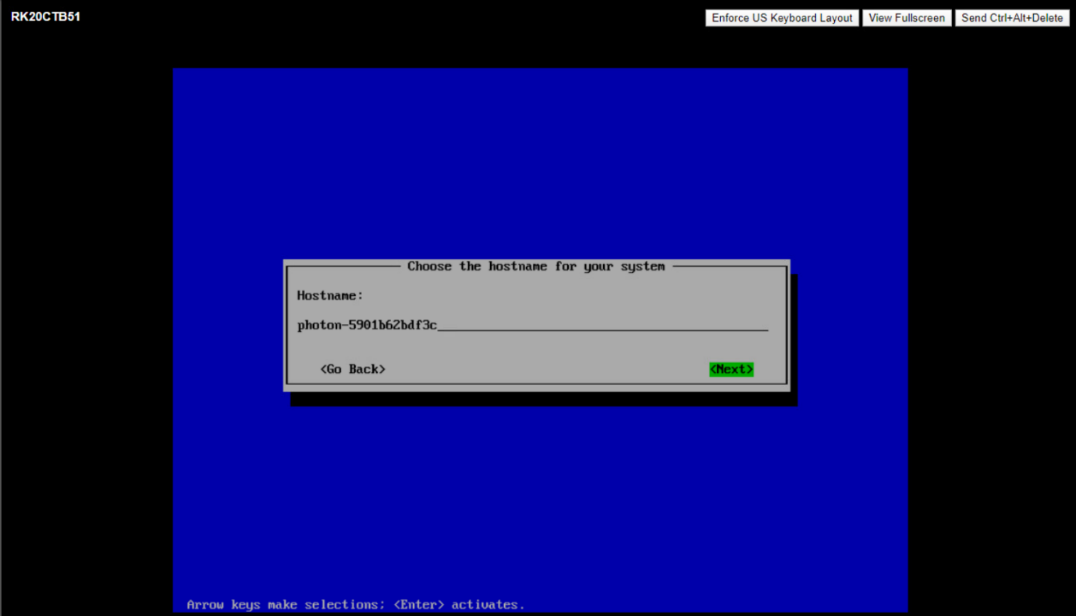 RK20CTB51
Enforce US Keyboard Layout View Fullscreen Send Ctrl+Alt+Delete
Choose the hostname for your system
Hostname:
photon-5901b62bdf3c
<Go Back> <Next>
Arrow keys make selections; <Enter> activates.